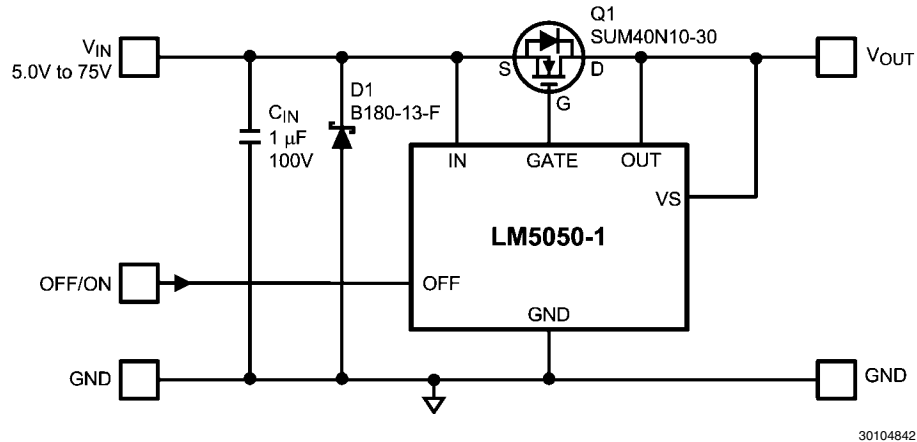 Q1
SUM40N10-30
VIN
5.0V to 75V
S
D
VOUT
D1
B180-13-F
G
CIN
1 μF
100V
IN
GATE
OUT
VS
LM5050-1
OFF/ON
OFF
GND
GND
GND
30104842